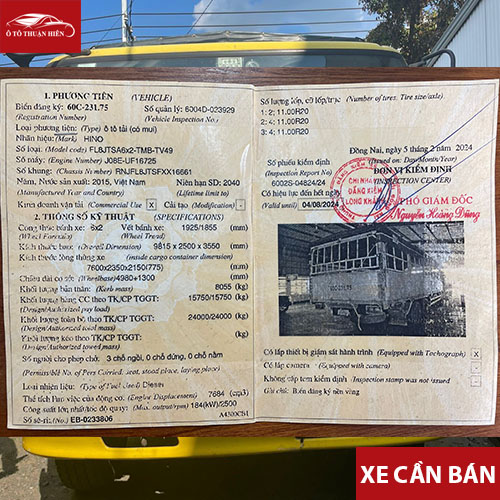 Ô TÔ THUẬN HIỀN
1. PHƯƠNG TIỆN (VEHICLE)
Biển đăng ký: 60C-231.75 Số quản lý: 6004D-023929
(Registration Number) (Vehicle Inspection No.)
Loại phương tiện: (Type) ô tô tải (có mui)
Nhãn hiệu: (Mark) HINO
Số loại: (Model code) FL8JTSA6x2-TMB-TV49
Số máy: (Engine Number) J08E-UF16725
Số khung: (Chassis Number) RNJFL8JTSFXX16631
Năm, Nước sản xuất: 2015, Việt Nam Niên hạn SD: 2040
(Manufactured Year and Country) (Lifetime limit to)
Kinh doanh vận tải (Commercial Use) X Cải tạo (Modification) -
2. THÔNG SỐ KỸ THUẬT (SPECIFICATIONS)
Công thức bánh xe: 6x2 Vết bánh xe: 1925/1855 (mm)
(Wheel Formula) (Wheel Tread)
Kích thước bao: (Overall Dimension) 9815 x 2500 x 3550 (mm)
Kích thước lòng thùng xe (Inside cargo container dimension)
7600x2350x2150(775) (mm)
Chiều dài cơ sở: (Wheelbase) 4980+1300 (mm)
Khối lượng bản thân: (Kerb mass) 8055 (kg)
Khối lượng hàng CC theo TK/CP TGGT: 15750/15750 (kg)
(Design/Authorized pay load)
Khối lượng toàn bộ theo TK/CP TGGT: 24000/24000 (kg)
(Design/Authorized total mass)
Khối lượng kéo theo TK/CP TGGT: (kg)
(Design/Authorized towed mass)
Số người cho phép chở: 3 chỗ ngồi, 0 chỗ đứng, 0 chỗ nằm
(Permissible No. of Pers Carried: seat, stood place, laying place)
Loại nhiên liệu: (Type of Fuel Used) Diesel
Thể tích làm việc của động cơ: (Engine Displacement) 7684 (cm3)
Công suất lớn nhất/tốc độ quay: (Max. output/rpm) 184(kW)/2500
Số sê-ri: (No.) EB-0233806
Số lượng lốp, cỡ lốp/trục (Number of tires, Tire size/axle)
1: 2; 11.00R20
2: 4; 11.00R20
3: 4; 11.00R20
Đồng Nai, ngày 5 tháng 2 năm 2024
(Issued on: Day/Month/Year)
Số phiếu kiểm định ĐƠN VỊ KIỂM ĐỊNH
(Inspection Report No) (INSPECTION CENTER)
6002S-04824/24
Có hiệu lực đến hết ngày
(Valid until) 04/08/2024
CHI NHÁNH
ĐĂNG KIỂM
LONG KHÁNH
PHÓ GIÁM ĐỐC
Nguyễn Hoàng Dũng
60C-231.75
Có lắp thiết bị giám sát hành trình (Equipped with Tachograph) X
Có lắp camera (Equipped with camera) -
Không cấp tem kiểm định (Inspection stamp was not issued) -
Ghi chú: Biển đăng ký nền vàng
XE CẦN BÁN